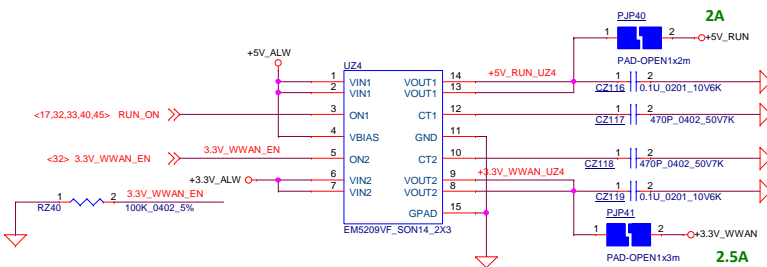 PJP40
2A
1
2
+5V_RUN
PAD-OPEN1x2m
+5V_ALW
UZ4
1
VIN1
VOUT1
14
+5V_RUN_UZ4
2
VIN1
VOUT1
13
1
2
CZ116
0.1U_0201_10V6K
<17,32,33,40,45>
RUN_ON
3
ON1
CT1
12
1
2
CZ117
470P_0402_50V7K
4
VBIAS
GND
11
<32>
3.3V_WWAN_EN
3.3V_WWAN_EN
5
ON2
CT2
10
1
2
CZ118
470P_0402_50V7K
+3.3V_ALW
6
VIN2
VOUT2
9
+3.3V_WWAN_UZ4
7
VIN2
VOUT2
8
1
2
CZ119
0.1U_0201_10V6K
1
2
3.3V_WWAN_EN
RZ40
100K_0402_5%
GPAD
15
EM5209VF_SON14_2X3
PJP41
1
2
+3.3V_WWAN
PAD-OPEN1x3m
2.5A